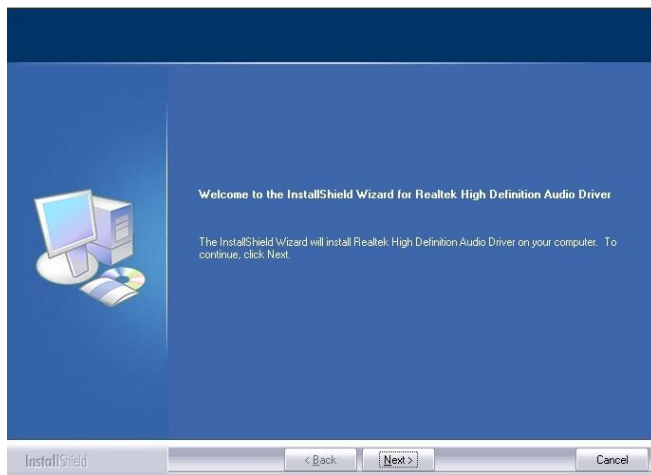 Welcome to the InstallShield Wizard for Realtek High Definition Audio Driver
The InstallShield Wizard will install Realtek High Definition Audio Driver on your computer. To
continue, click Next.
InstallShield
< Back
Next >
Cancel